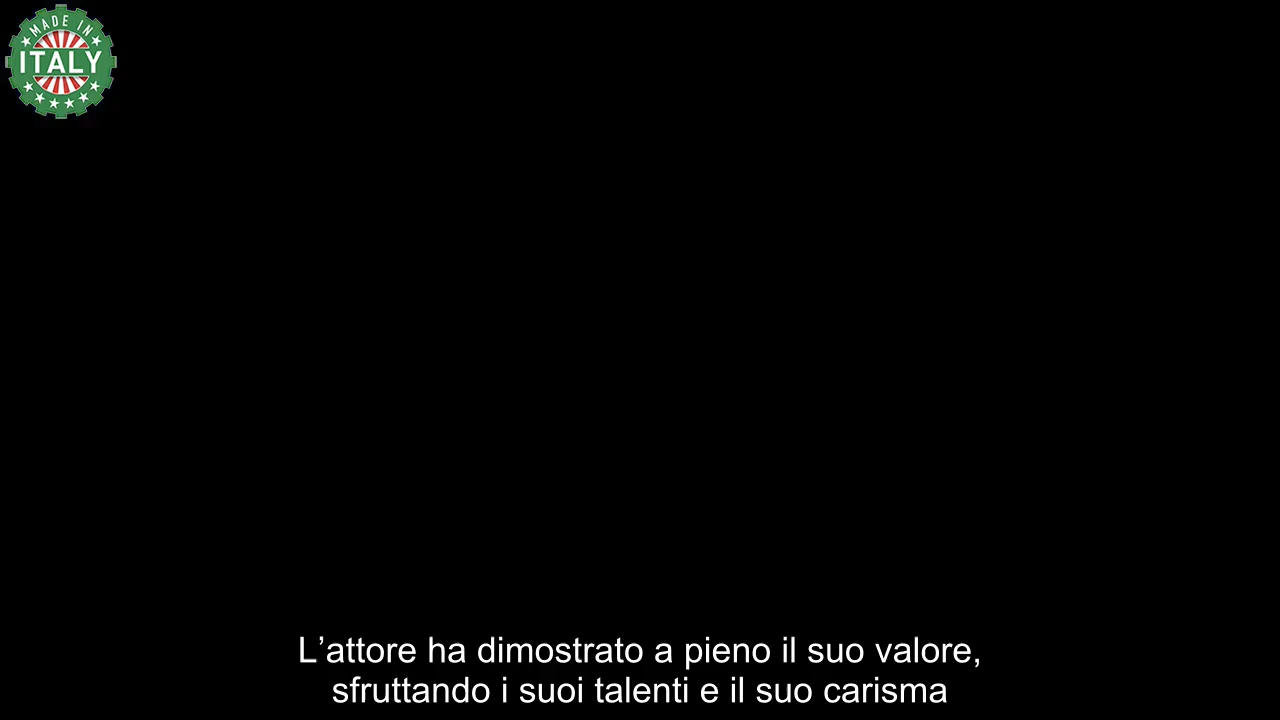 MADE IN
ITALY
L’attore ha dimostrato a pieno il suo valore,
sfruttando i suoi talenti e il suo carisma